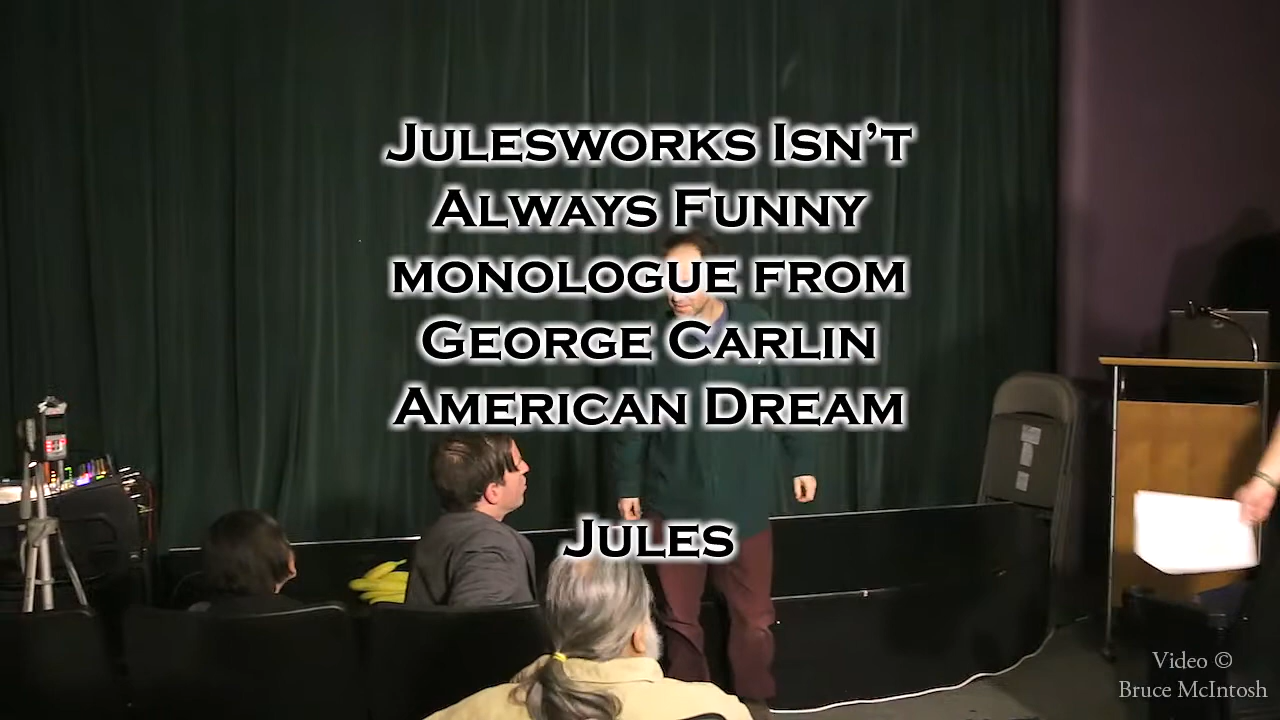 Julesworks Isn’t
Always Funny
monologue from
George Carlin
American Dream
Jules
Video ©
Bruce McIntosh